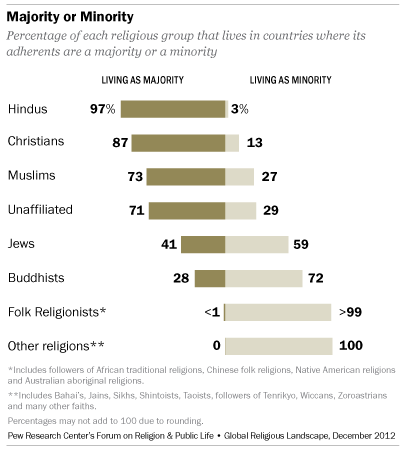 Majority or Minority
Percentage of each religious group that lives in countries where its
adherents are a majority or a minority
LIVING AS MAJORITY LIVING AS MINORITY
Hindus 97% 3%
Christians 87 13
Muslims 73 27
Unaffiliated 71 29
Jews 41 59
Buddhists 28 72
Folk Religionists* <1 >99
Other religions** 0 100
*Includes followers of African traditional religions, Chinese folk religions, Native American religions
and Australian aboriginal religions.
**Includes Bahai's, Jains, Sikhs, Shintoists, Taoists, followers of Tenrikyo, Wiccans, Zoroastrians
and many other faiths.
Percentages may not add to 100 due to rounding.
Pew Research Center's Forum on Religion & Public Life • Global Religious Landscape, December 2012